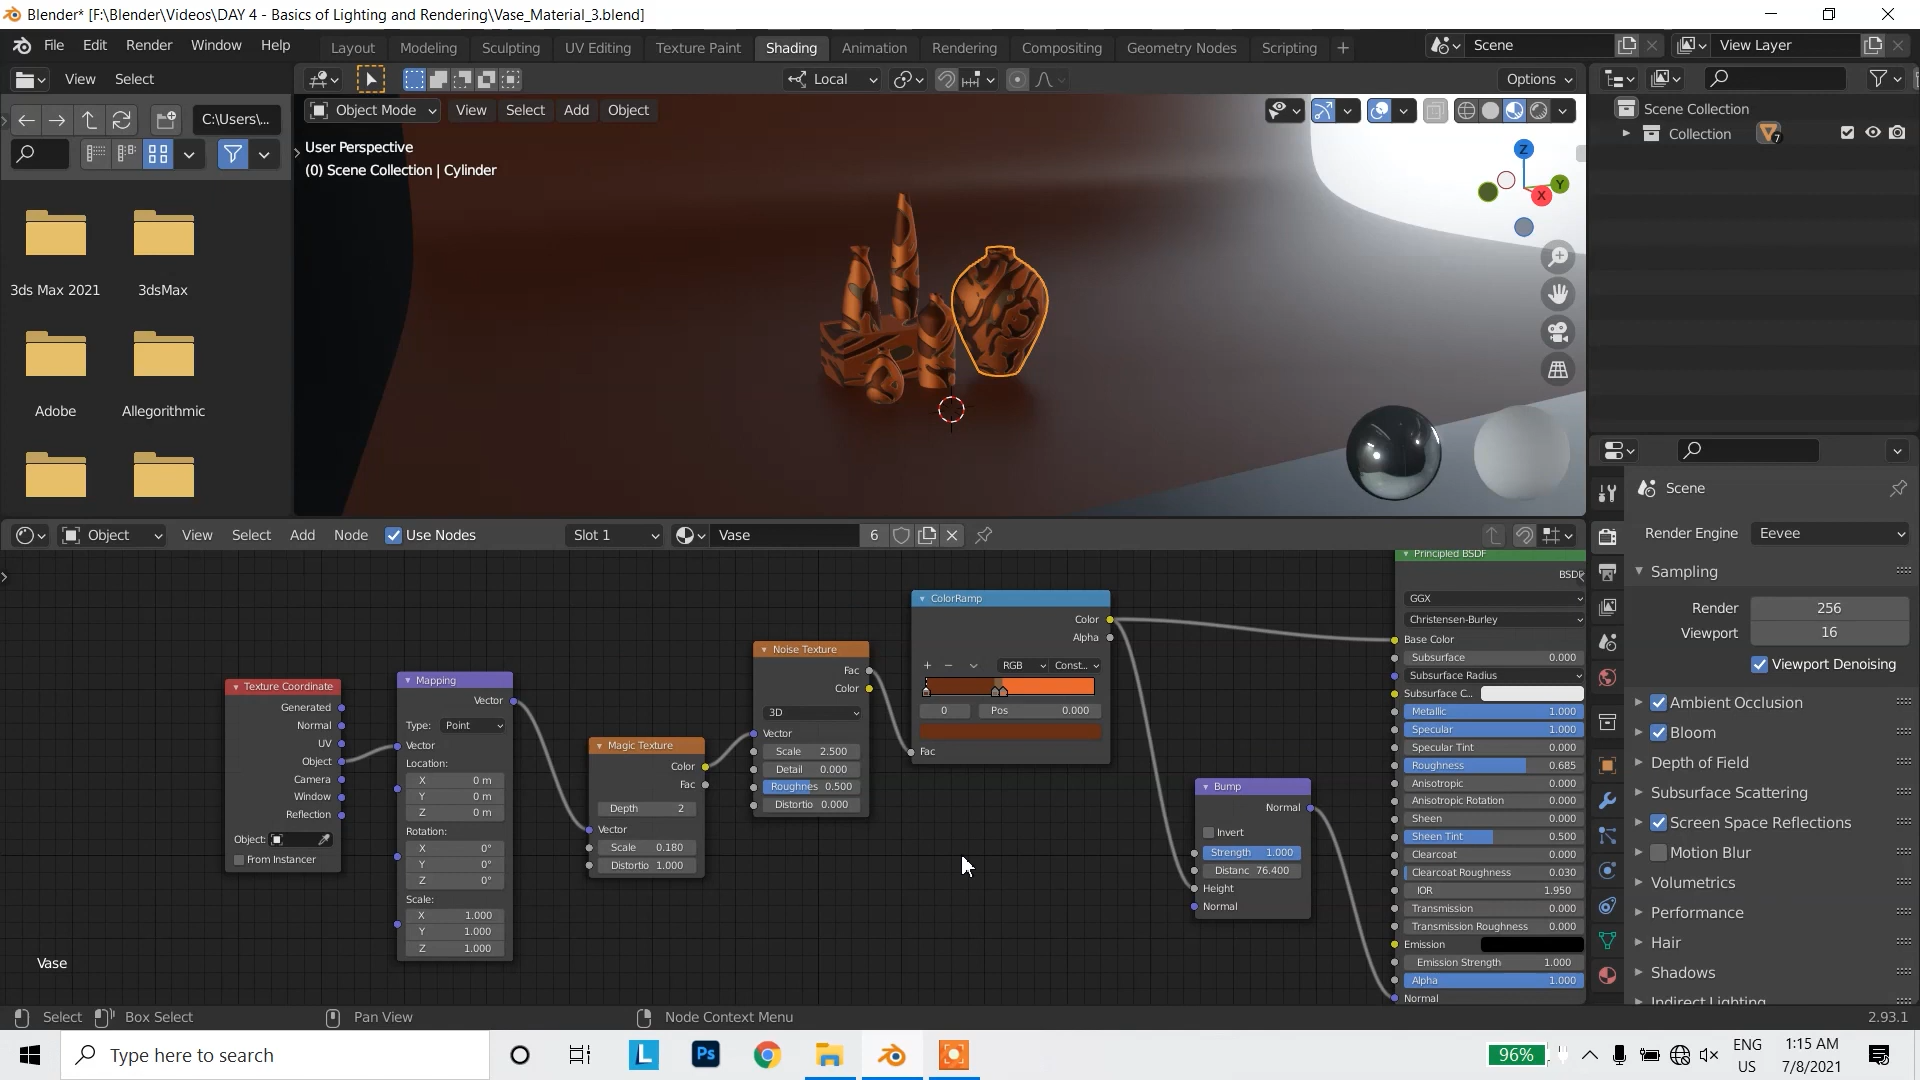 Blender* [F:\Blender\Videos\DAY 4 - Basics of Lighting and Rendering\Vase_Material_3.blend]
File Edit Render Window Help Layout Modeling Sculpting UV Editing Texture Paint Shading Animation Rendering Compositing Geometry Nodes Scripting + Scene View Layer
View Select Local Options
Object Mode View Select Add Object
C:\Users\...
User Perspective
(0) Scene Collection | Cylinder
Z
Y
X
Scene Collection
Collection 7
3ds Max 2021 3dsMax
Adobe Allegorithmic
Scene
Render Engine Eevee
Sampling
Render 256
Viewport 16
Viewport Denoising
Ambient Occlusion
Bloom
Depth of Field
Subsurface Scattering
Screen Space Reflections
Motion Blur
Volumetrics
Performance
Hair
Shadows
Indirect Lighting
Object View Select Add Node Use Nodes Slot 1 Vase 6
Texture Coordinate
Generated
Normal
UV
Object
Camera
Window
Reflection
Object:
From Instancer
Mapping
Vector
Type: Point
Vector
Location:
X 0 m
Y 0 m
Z 0 m
Rotation:
X 0°
Y 0°
Z 0°
Scale:
X 1.000
Y 1.000
Z 1.000
Magic Texture
Color
Fac
Depth 2
Vector
Scale 0.180
Distortio 1.000
Noise Texture
Fac
Color
3D
Vector
Scale 2.500
Detail 0.000
Roughnes 0.500
Distortio 0.000
ColorRamp
Color
Alpha
+ − RGB Const...
0 Pos 0.000
Fac
Bump
Normal
Invert
Strength 1.000
Distanc 76.400
Height
Normal
Principled BSDF
BSDF
GGX
Christensen-Burley
Base Color
Subsurface 0.000
Subsurface Radius
Subsurface C...
Metallic 1.000
Specular 1.000
Specular Tint 0.000
Roughness 0.685
Anisotropic 0.000
Anisotropic Rotation 0.000
Sheen 0.000
Sheen Tint 0.500
Clearcoat 0.000
Clearcoat Roughness 0.030
IOR 1.950
Transmission 0.000
Transmission Roughness 0.000
Emission
Emission Strength 1.000
Alpha 1.000
Normal
Vase
Select Box Select Pan View Node Context Menu 2.93.1
Type here to search L Ps 96% ENG US 1:15 AM 7/8/2021